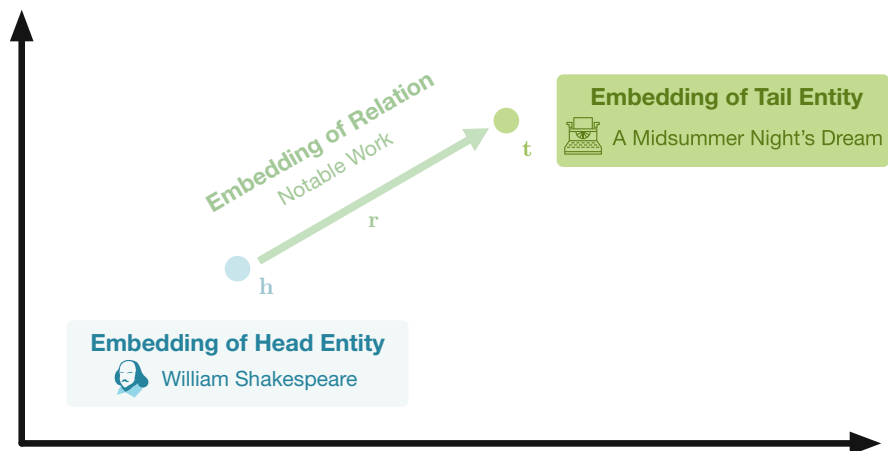 Embedding of Relation
Notable Work
r
t
Embedding of Tail Entity
A Midsummer Night's Dream
h
Embedding of Head Entity
William Shakespeare